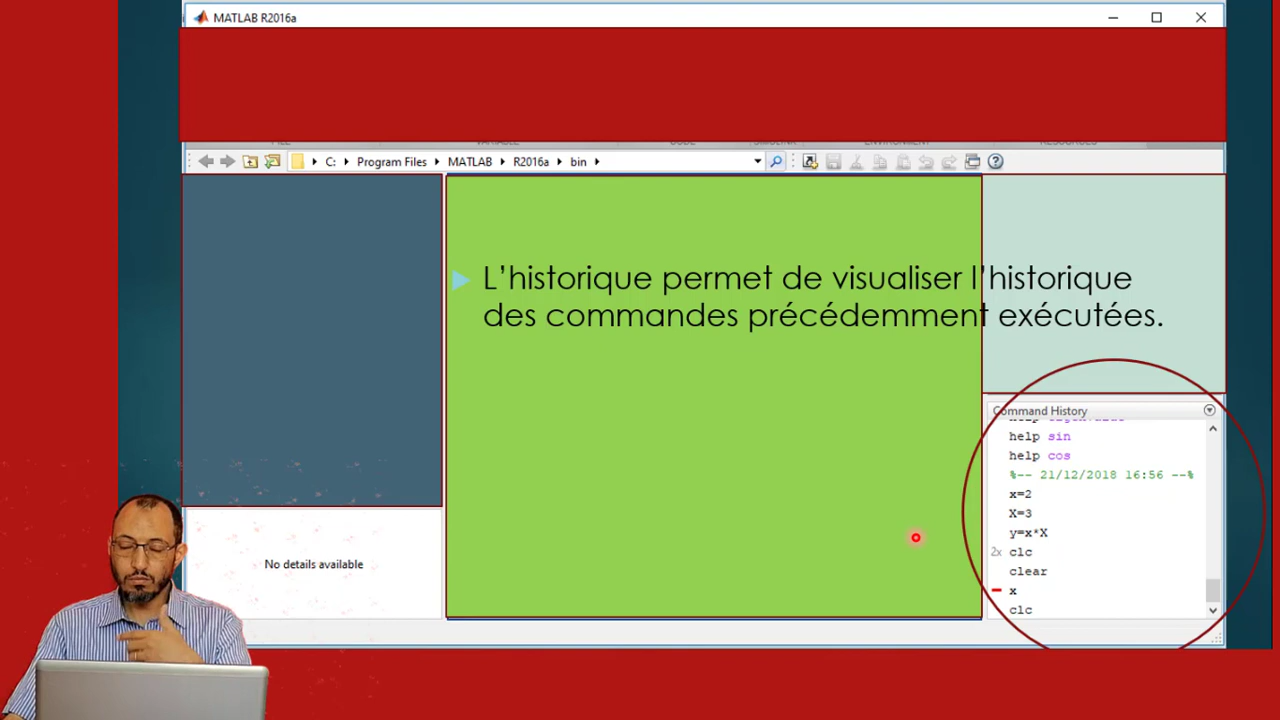 MATLAB R2016a
C: Program Files MATLAB R2016a bin
L'historique permet de visualiser l'historique
des commandes précédemment exécutées.
Command History
help sin
help cos
%-- 21/12/2018 16:56 --%
x=2
X=3
y=x*X
2x clc
clear
x
clc
No details available